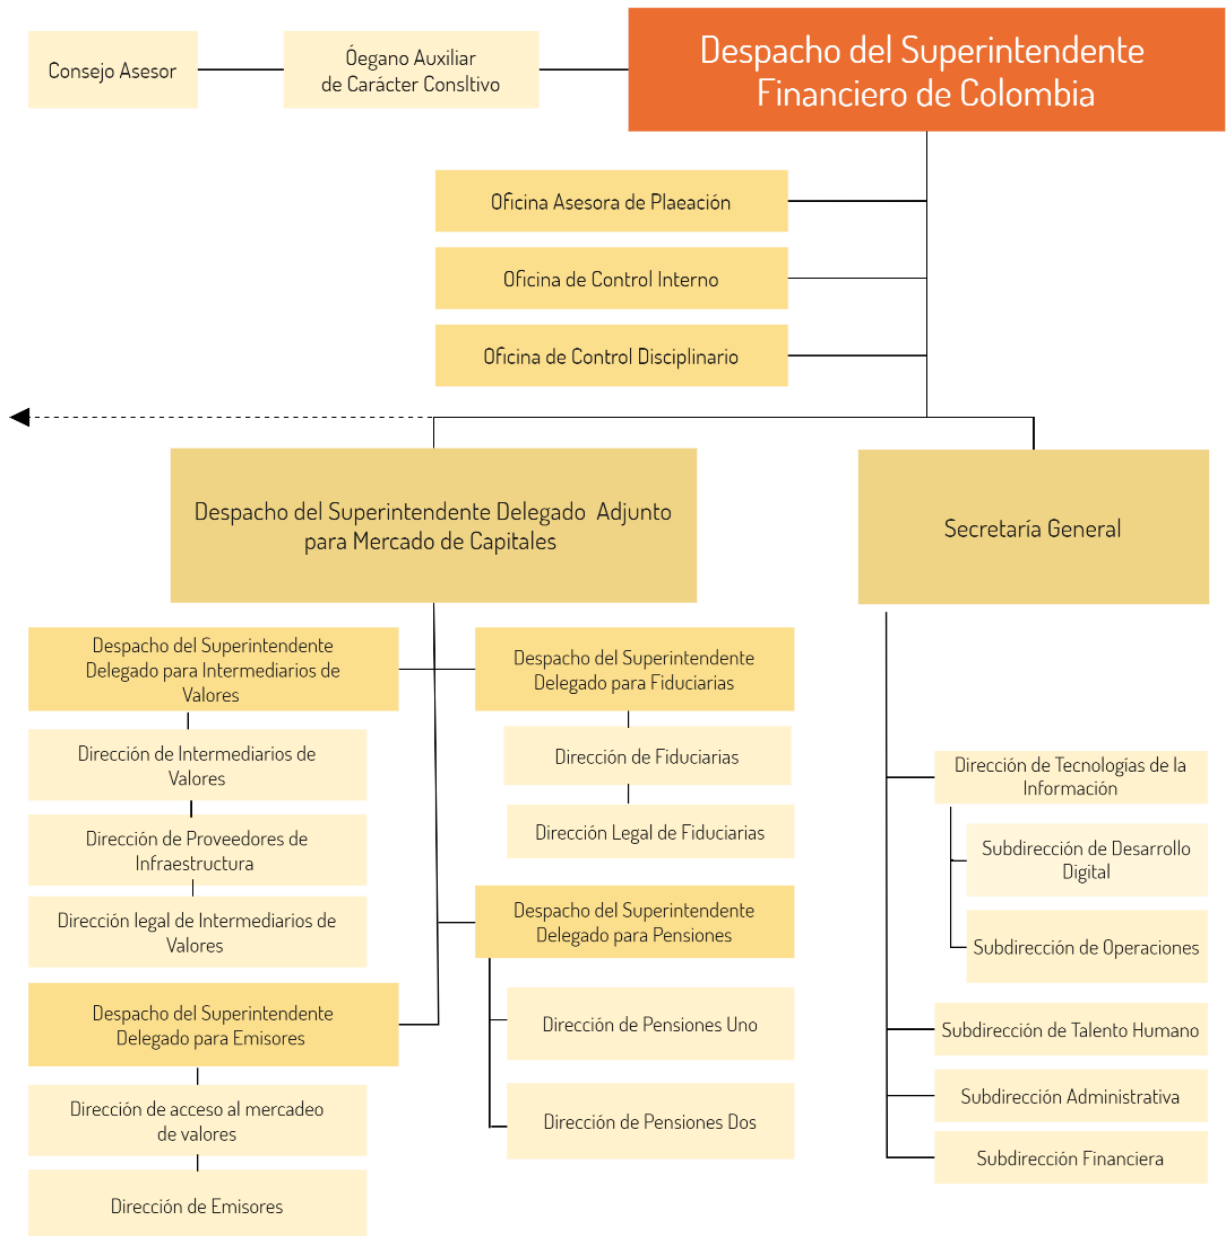 Consejo Asesor
Óegano Auxiliar
de Carácter Consltivo
Despacho del Superintendente
Financiero de Colombia
Oficina Asesora de Plaeación
Oficina de Control Interno
Oficina de Control Disciplinario
Despacho del Superintendente Delegado Adjunto
para Mercado de Capitales
Secretaría General
Despacho del Superintendente
Delegado para Intermediarios de
Valores
Dirección de Intermediarios de
Valores
Dirección de Proveedores de
Infraestructura
Dirección legal de Intermediarios de
Valores
Despacho del Superintendente
Delegado para Emisores
Dirección de acceso al mercadeo
de valores
Dirección de Emisores
Despacho del Superintendente
Delegado para Fiduciarias
Dirección de Fiduciarias
Dirección Legal de Fiduciarias
Despacho del Superintendente
Delegado para Pensiones
Dirección de Pensiones Uno
Dirección de Pensiones Dos
Dirección de Tecnologías de la
Información
Subdirección de Desarrollo
Digital
Subdirección de Operaciones
Subdirección de Talento Humano
Subdirección Administrativa
Subdirección Financiera